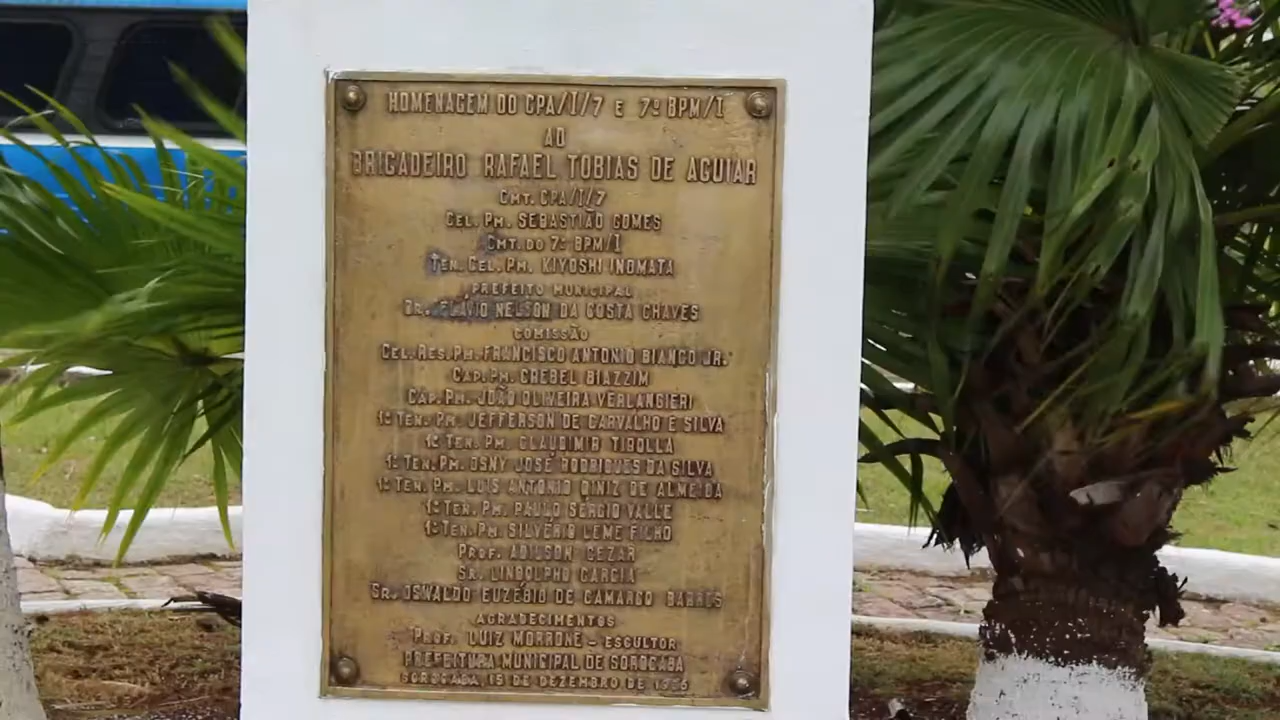 HOMENAGEM DO CPA/I/7 E 7º BPM/I
AO
BRIGADEIRO RAFAEL TOBIAS DE AGUIAR
CMT. CPA/I/7
CEL. PM. SEBASTIÃO GOMES
CMT. DO 7º BPM/I
TEN. CEL. PM. KIYOSHI INOMATA
PREFEITO MUNICIPAL
DR. FLÁVIO NELSON DA COSTA CHAVES
COMISSÃO
CEL. RES. PM. FRANCISCO ANTONIO BIANCO JR.
CAP. PM. CREBEL BIAZZIM
CAP. PM. JOÃO OLIVEIRA VERLANGIERI
1º TEN. PM. JEFFERSON DE CARVALHO E SILVA
1º TEN. PM. CLAUDIMIR TIBOLLA
1º TEN. PM. OSNY JOSÉ RODRIGUES DA SILVA
1º TEN. PM. LUIS ANTONIO DINIZ DE ALMEIDA
1º TEN. PM. PAULO SERGIO VALLE
1º TEN. PM SILVÉRIO LEME FILHO
PROF. ADILSON CEZAR
SR. LINDOLPHO GARCIA
SR. OSWALDO EUZÉBIO DE CAMARGO BARROS
AGRADECIMENTOS
PROF. LUIZ MORRONE - ESCULTOR
PREFEITURA MUNICIPAL DE SOROCABA
SOROCABA, 15 DE DEZEMBRO DE